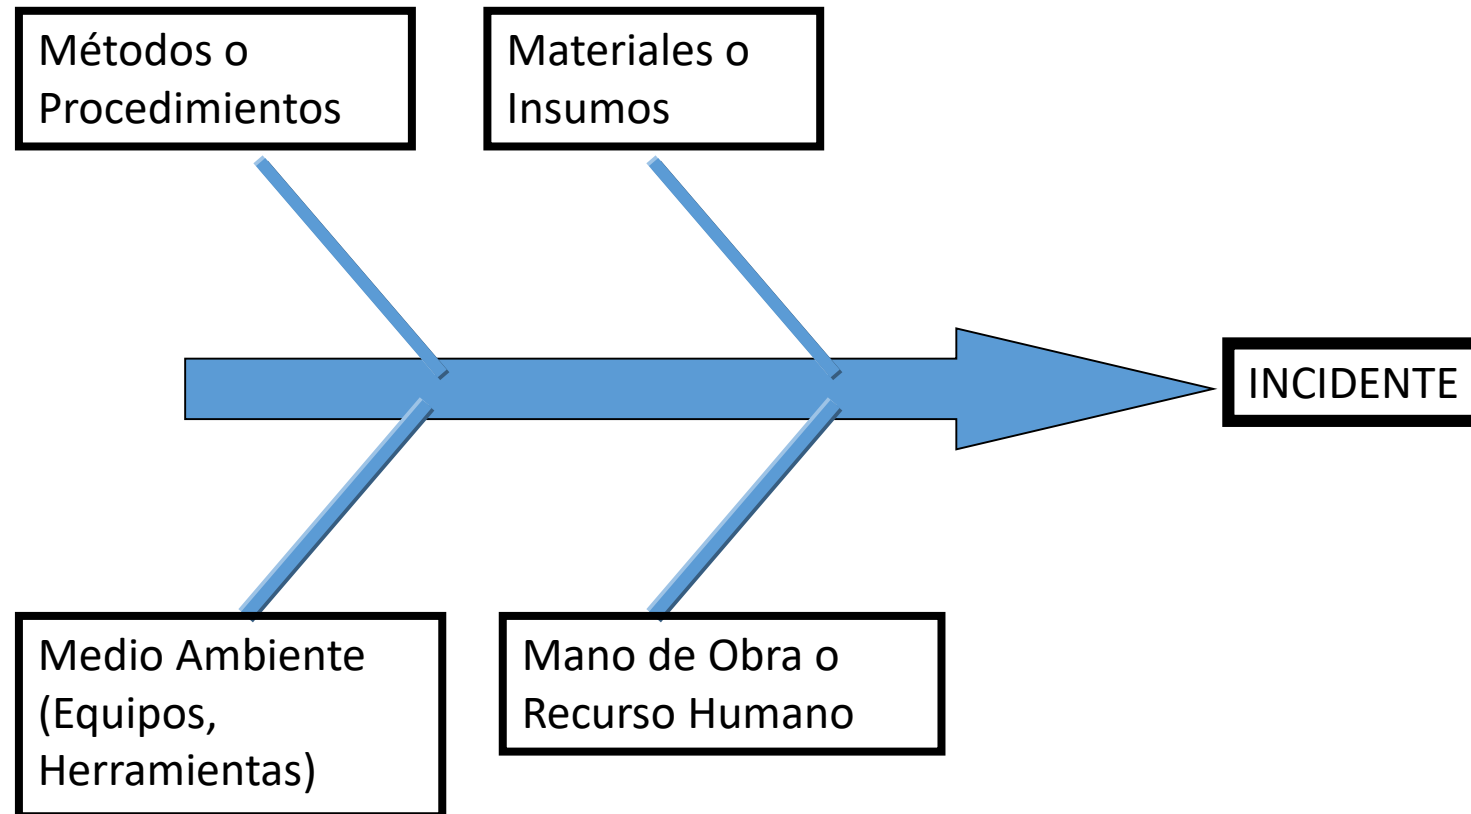 Métodos o
Procedimientos
Materiales o
Insumos
INCIDENTE
Medio Ambiente
(Equipos,
Herramientas)
Mano de Obra o
Recurso Humano